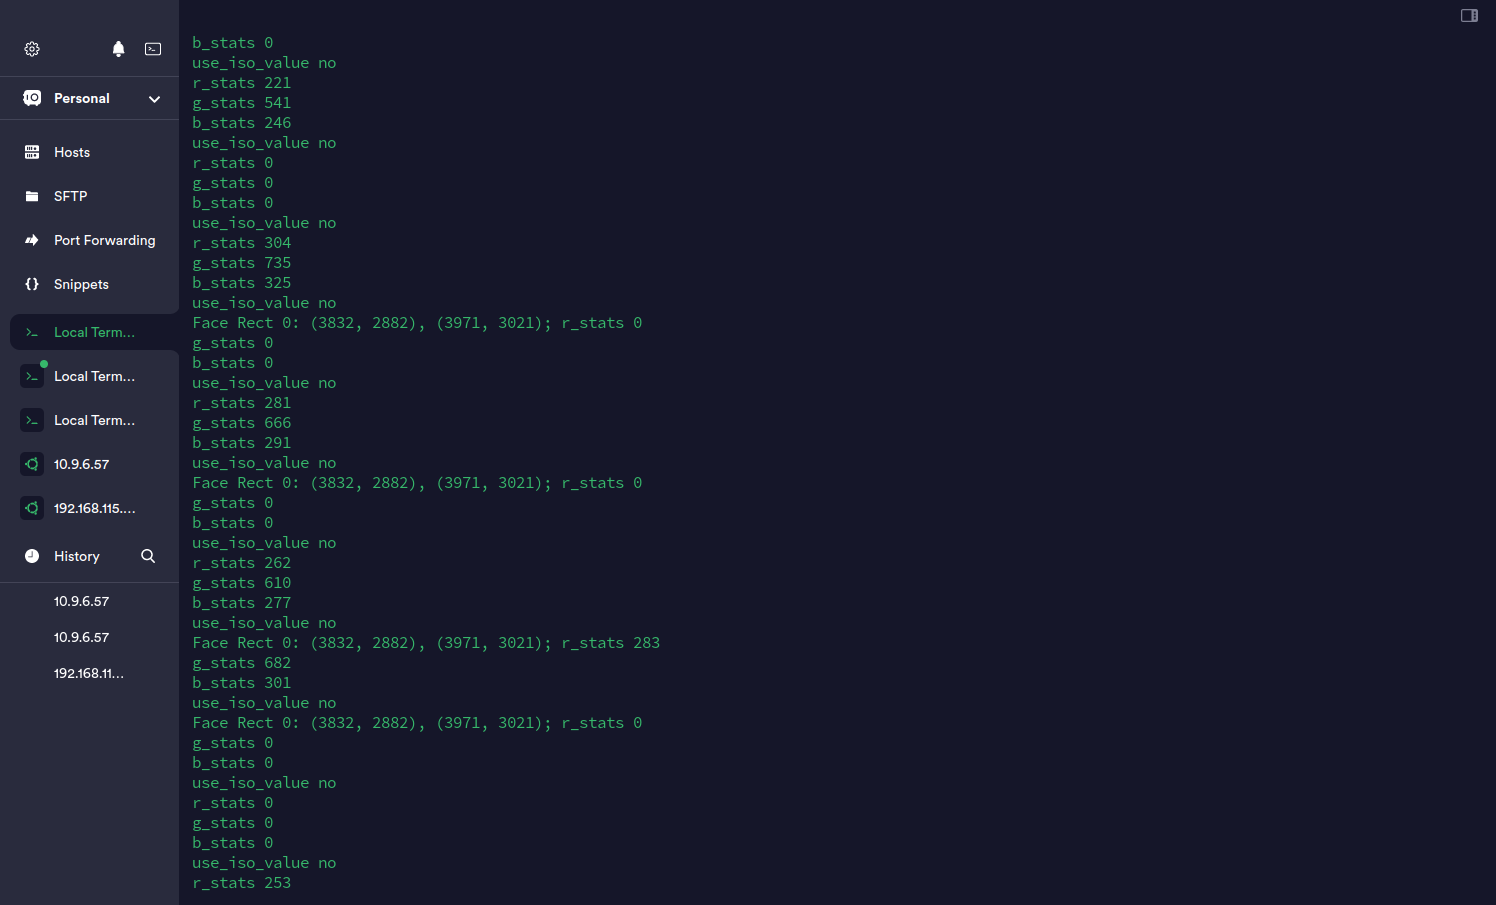 Personal
Hosts
SFTP
Port Forwarding
Snippets
Local Term...
Local Term...
Local Term...
10.9.6.57
192.168.115....
History
10.9.6.57
10.9.6.57
192.168.11...
b_stats 0
use_iso_value no
r_stats 221
g_stats 541
b_stats 246
use_iso_value no
r_stats 0
g_stats 0
b_stats 0
use_iso_value no
r_stats 304
g_stats 735
b_stats 325
use_iso_value no
Face Rect 0: (3832, 2882), (3971, 3021); r_stats 0
g_stats 0
b_stats 0
use_iso_value no
r_stats 281
g_stats 666
b_stats 291
use_iso_value no
Face Rect 0: (3832, 2882), (3971, 3021); r_stats 0
g_stats 0
b_stats 0
use_iso_value no
r_stats 262
g_stats 610
b_stats 277
use_iso_value no
Face Rect 0: (3832, 2882), (3971, 3021); r_stats 283
g_stats 682
b_stats 301
use_iso_value no
Face Rect 0: (3832, 2882), (3971, 3021); r_stats 0
g_stats 0
b_stats 0
use_iso_value no
r_stats 0
g_stats 0
b_stats 0
use_iso_value no
r_stats 253